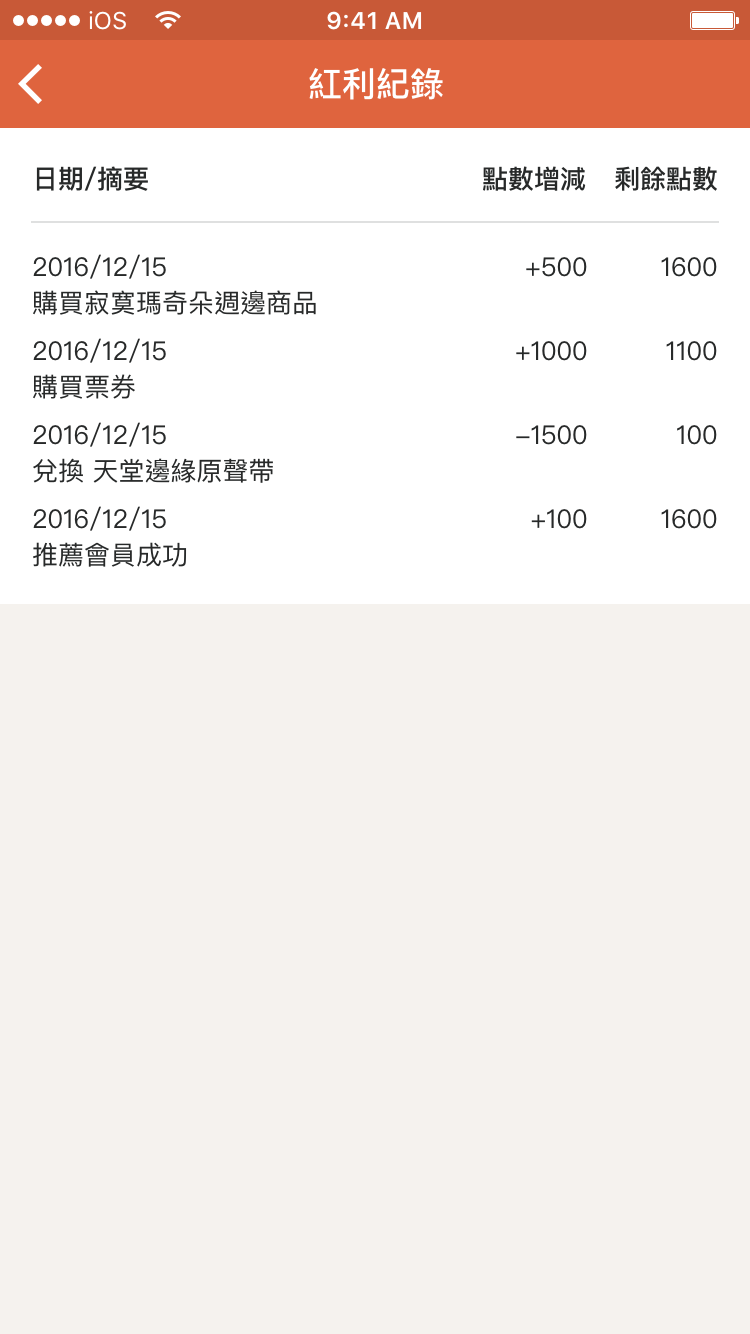 iOS 9:41 AM
紅利紀錄
日期/摘要 點數增減 剩餘點數
2016/12/15 +500 1600
購買寂寞瑪奇朵週邊商品
2016/12/15 +1000 1100
購買票券
2016/12/15 –1500 100
兌換 天堂邊緣原聲帶
2016/12/15 +100 1600
推薦會員成功